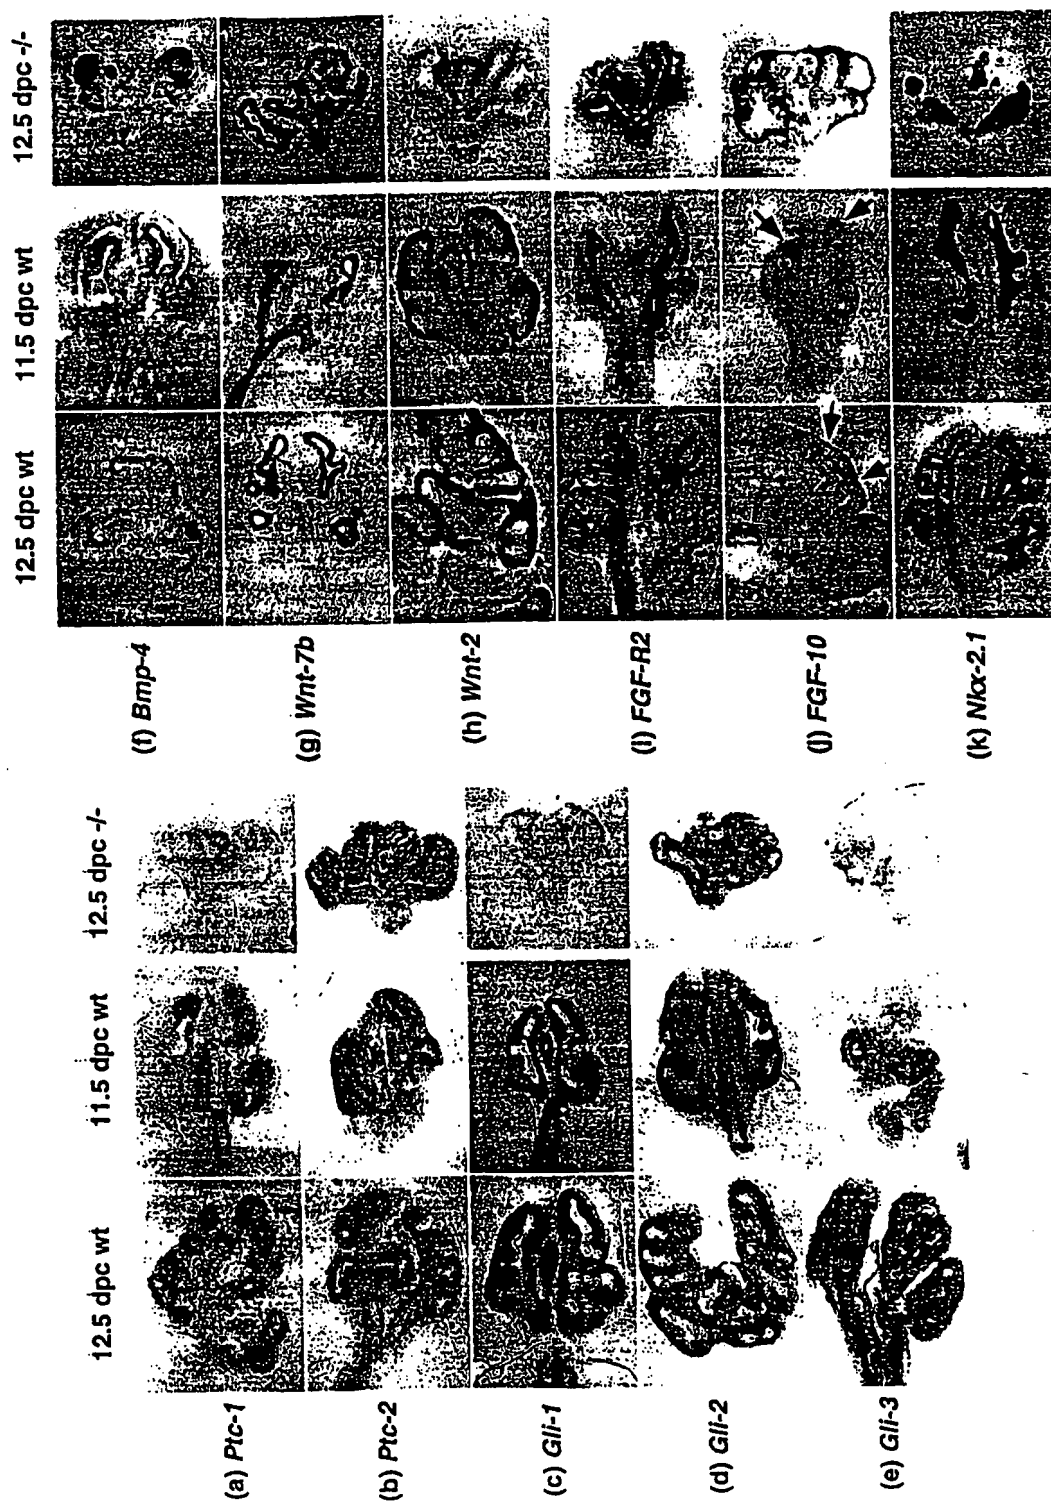 12.5 dpc wt 11.5 dpc wt 12.5 dpc -/-
(a) Ptc-1
(b) Ptc-2
(c) Gli-1
(d) Gli-2
(e) Gli-3
12.5 dpc wt 11.5 dpc wt 12.5 dpc -/-
(f) Bmp-4
(g) Wnt-7b
(h) Wnt-2
(i) FGF-R2
(j) FGF-10
(k) Nkx-2.1